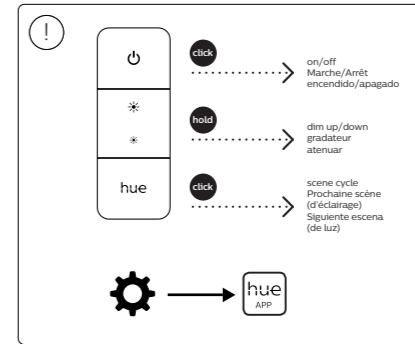 !
click
on/off
Marche/Arrêt
encendido/apagado
hold
dim up/down
gradateur
atenuar
hue
click
scene cycle
Prochaine scène
(d'éclairage)
Siguiente escena
(de luz)
hue
APP